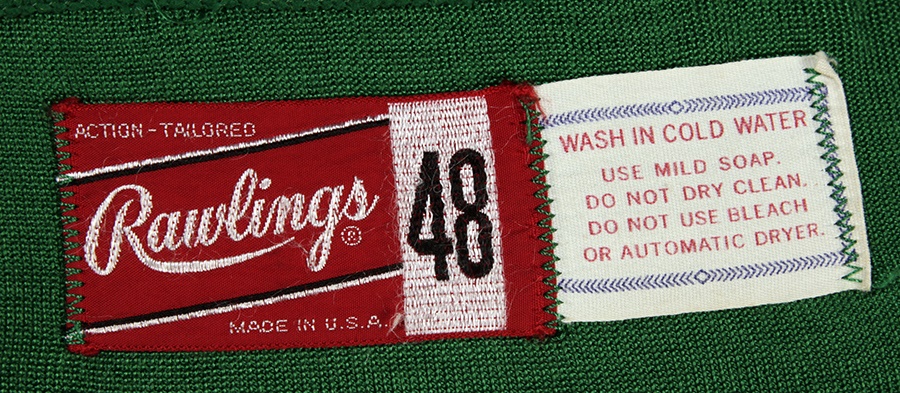 ACTION-TAILORED
Rawlings®
48
MADE IN U.S.A.
WASH IN COLD WATER
USE MILD SOAP.
DO NOT DRY CLEAN.
DO NOT USE BLEACH
OR AUTOMATIC DRYER.